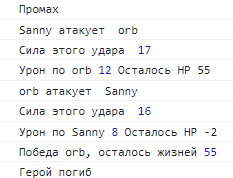 Промах
Sanny атакует  orb
Сила этого удара  17
Урон по orb 12 Осталось HP 55
orb атакует  Sanny
Сила этого удара  16
Урон по Sanny 8 Осталось HP -2
Победа orb, осталось жизней 55
Герой погиб